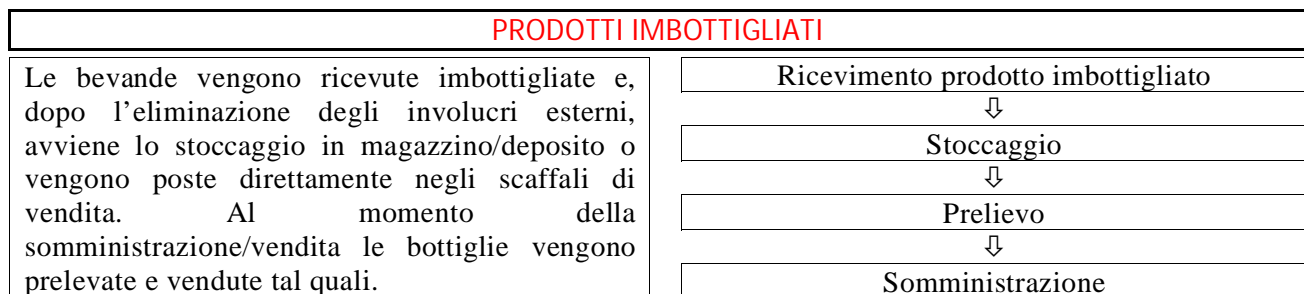 PRODOTTI IMBOTTIGLIATI
Le bevande vengono ricevute imbottigliate e,
dopo l’eliminazione degli involucri esterni,
avviene lo stoccaggio in magazzino/deposito o
vengono poste direttamente negli scaffali di
vendita. Al momento della
somministrazione/vendita le bottiglie vengono
prelevate e vendute tal quali.
Ricevimento prodotto imbottigliato
⇩
Stoccaggio
⇩
Prelievo
⇩
Somministrazione